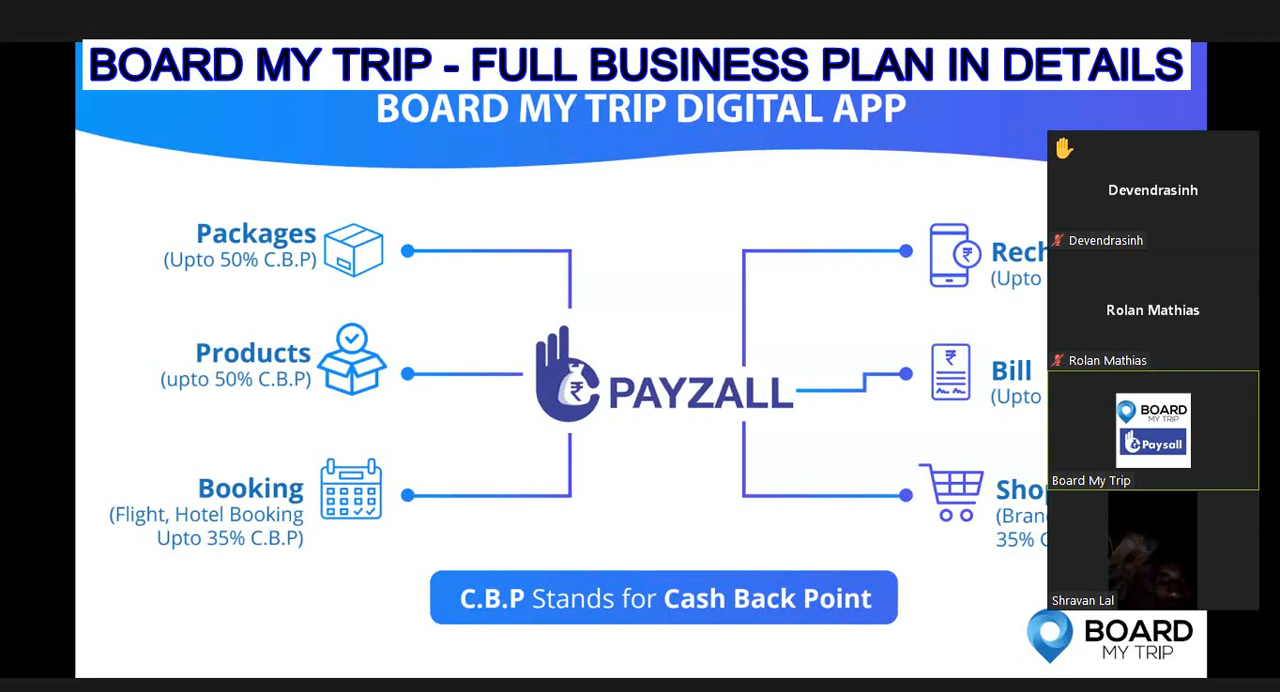 BOARD MY TRIP - FULL BUSINESS PLAN IN DETAILS
BOARD MY TRIP DIGITAL APP
Packages
(Upto 50% C.B.P)
Products
(upto 50% C.B.P)
Booking
(Flight, Hotel Booking
Upto 35% C.B.P)
PAYZALL
Rech
(Upto
Bill
(Upto
Sho
(Bran
35% C
C.B.P Stands for Cash Back Point
Devendrasinh
Devendrasinh
Rolan Mathias
Rolan Mathias
BOARD
MY TRIP
Paysall
Board My Trip
Shravan Lal
BOARD
MY TRIP